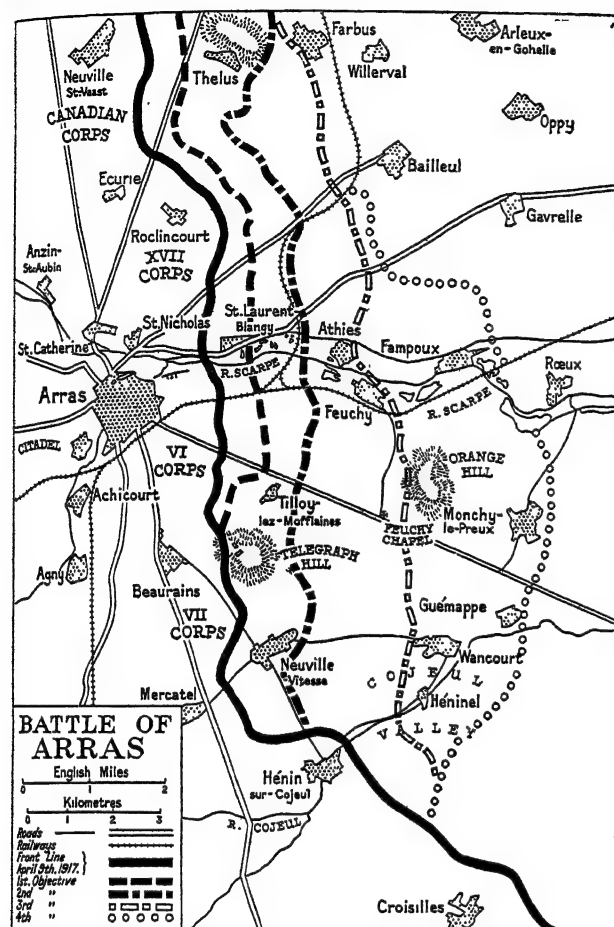 Farbus
Arleux-
en-Gohelle
Neuville
St. Vaast
Thelus
Willerval
CANADIAN
CORPS
Oppy
Bailleul
Ecurie
Gavrelle
Roclincourt
XVII
CORPS
Anzin-
St. Aubin
St. Nicholas
St. Laurent
Blangy
Athies
Fampoux
St. Catherine
R. SCARPE
Rœux
Arras
Feuchy
R. SCARPE
CITADEL
VI
CORPS
ORANGE
HILL
Achicourt
Tilloy-
lez-Mofflaines
Monchy-
le-Preux
FEUCHY
CHAPEL
TELEGRAPH
HILL
Agny
Beaurains
Guémappe
VII
CORPS
Neuville
Vitesse
Wancourt
COJEUL
Mercatel
Héninel
VALLEY
BATTLE OF
ARRAS
English Miles
0 1 2
Kilometres
0 1 2 3
Hénin
sur-Cojeul
R. COJEUL
Roads
Railways
Front Line
April 9th. 1917.
1st. Objective
2nd "
3rd "
4th "
Croisilles